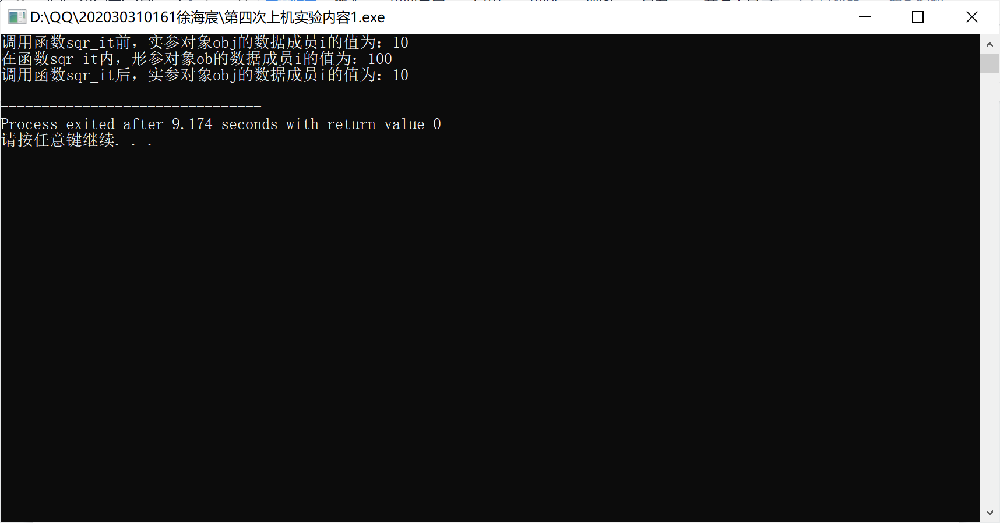 D:\QQ\202030310161徐海宸\第四次上机实验内容1.exe
调用函数sqr_it前，实参对象obj的数据成员i的值为：10
在函数sqr_it内，形参对象ob的数据成员i的值为：100
调用函数sqr_it后，实参对象obj的数据成员i的值为：10
--------------------------------
Process exited after 9.174 seconds with return value 0
请按任意键继续. . .